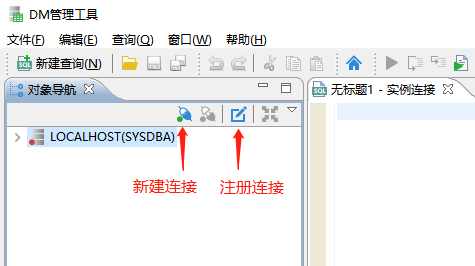 DM管理工具
文件(F) 编辑(E) 查询(Q) 窗口(W) 帮助(H)
SQL 新建查询(N)
对象导航 SQL 无标题1 - 实例连接
LOCALHOST(SYSDBA)
新建连接 注册连接